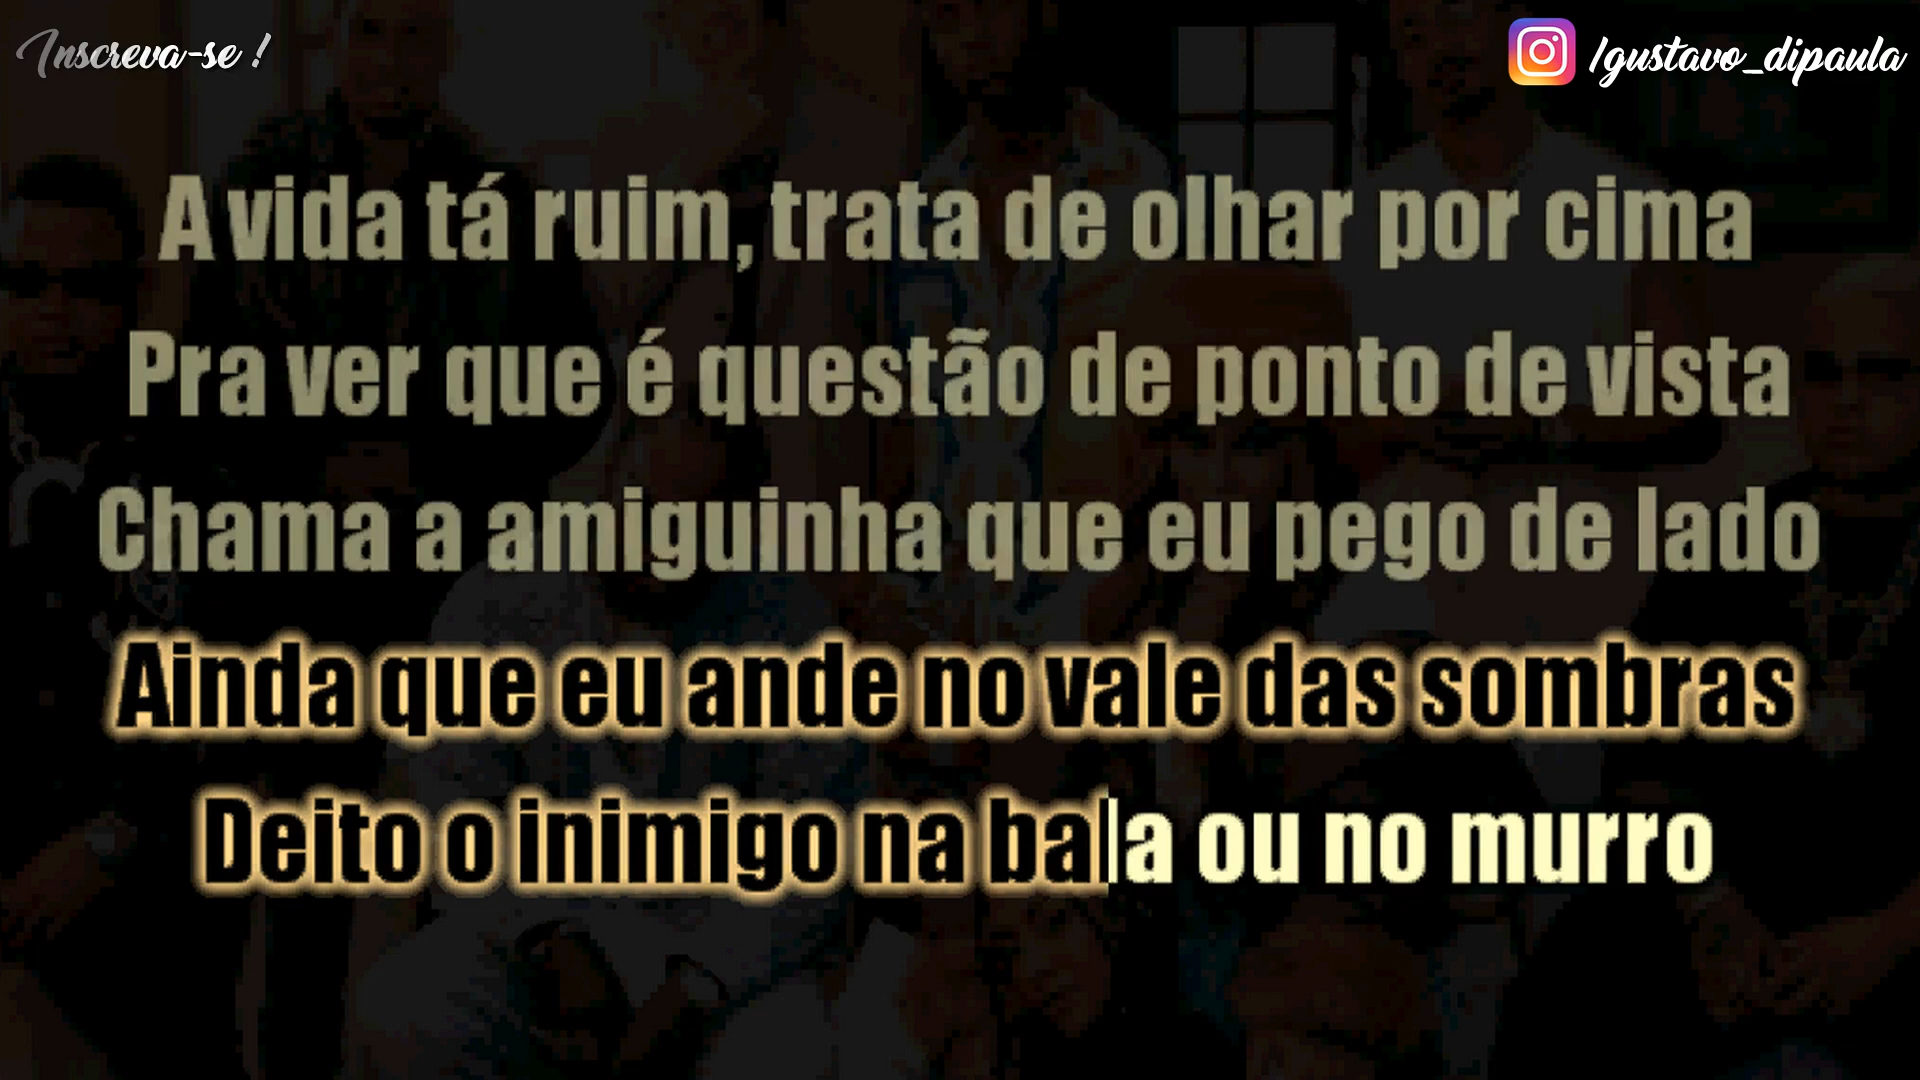 Inscreva-se !
/gustavo_dipaula
A vida tá ruim, trata de olhar por cima
Pra ver que é questão de ponto de vista
Chama a amiguinha que eu pego de lado
Ainda que eu ande no vale das sombras
Deito o inimigo na bala ou no murro